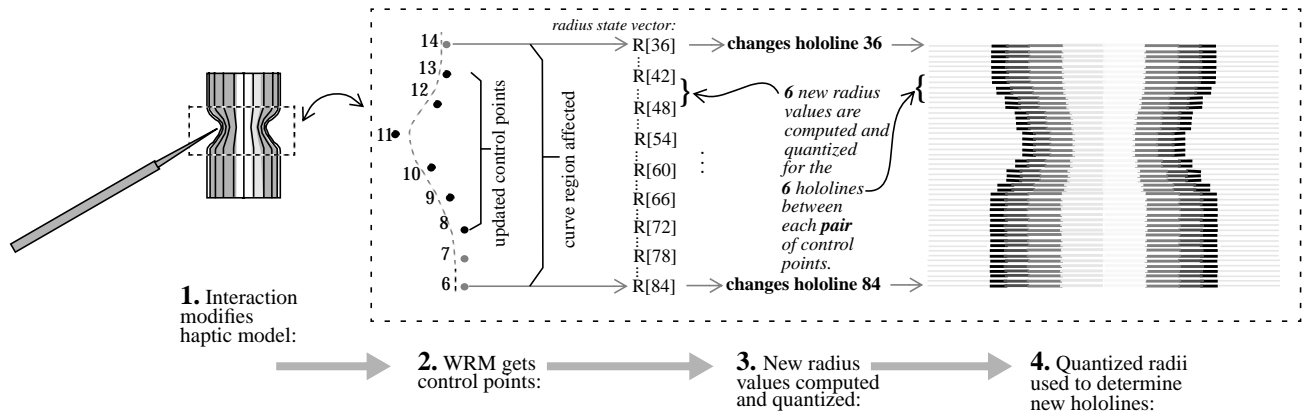 radius state vector:
14
R[36]
changes hololine 36
13
R[42]
12
R[48]
11
R[54]
10
R[60]
9
R[66]
8
R[72]
7
R[78]
6
R[84]
changes hololine 84
updated control points
curve region affected
6 new radius
values are
computed and
quantized
for the
6 hololines
between
each pair
of control
points.
1. Interaction
modifies
haptic model:
2. WRM gets
control points:
3. New radius
values computed
and quantized:
4. Quantized radii
used to determine
new hololines: